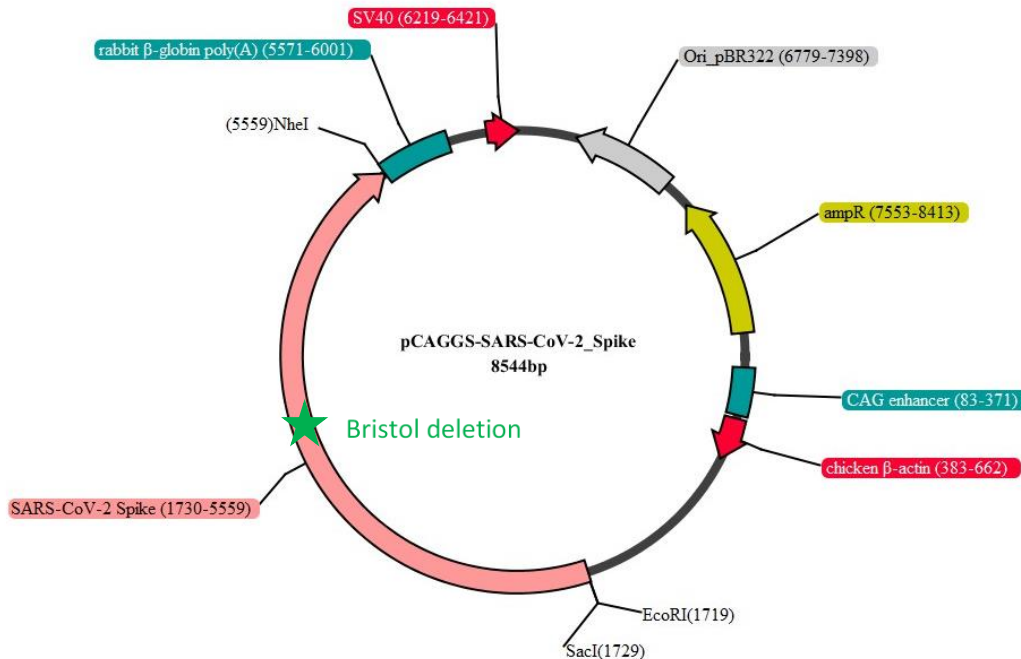 SV40 (6219-6421)
rabbit β-globin poly(A) (5571-6001)
Ori_pBR322 (6779-7398)
(5559)NheI
ampR (7553-8413)
pCAGGS-SARS-CoV-2_Spike
8544bp
CAG enhancer (83-371)
Bristol deletion
chicken β-actin (383-662)
SARS-CoV-2 Spike (1730-5559)
EcoRI(1719)
SacI(1729)